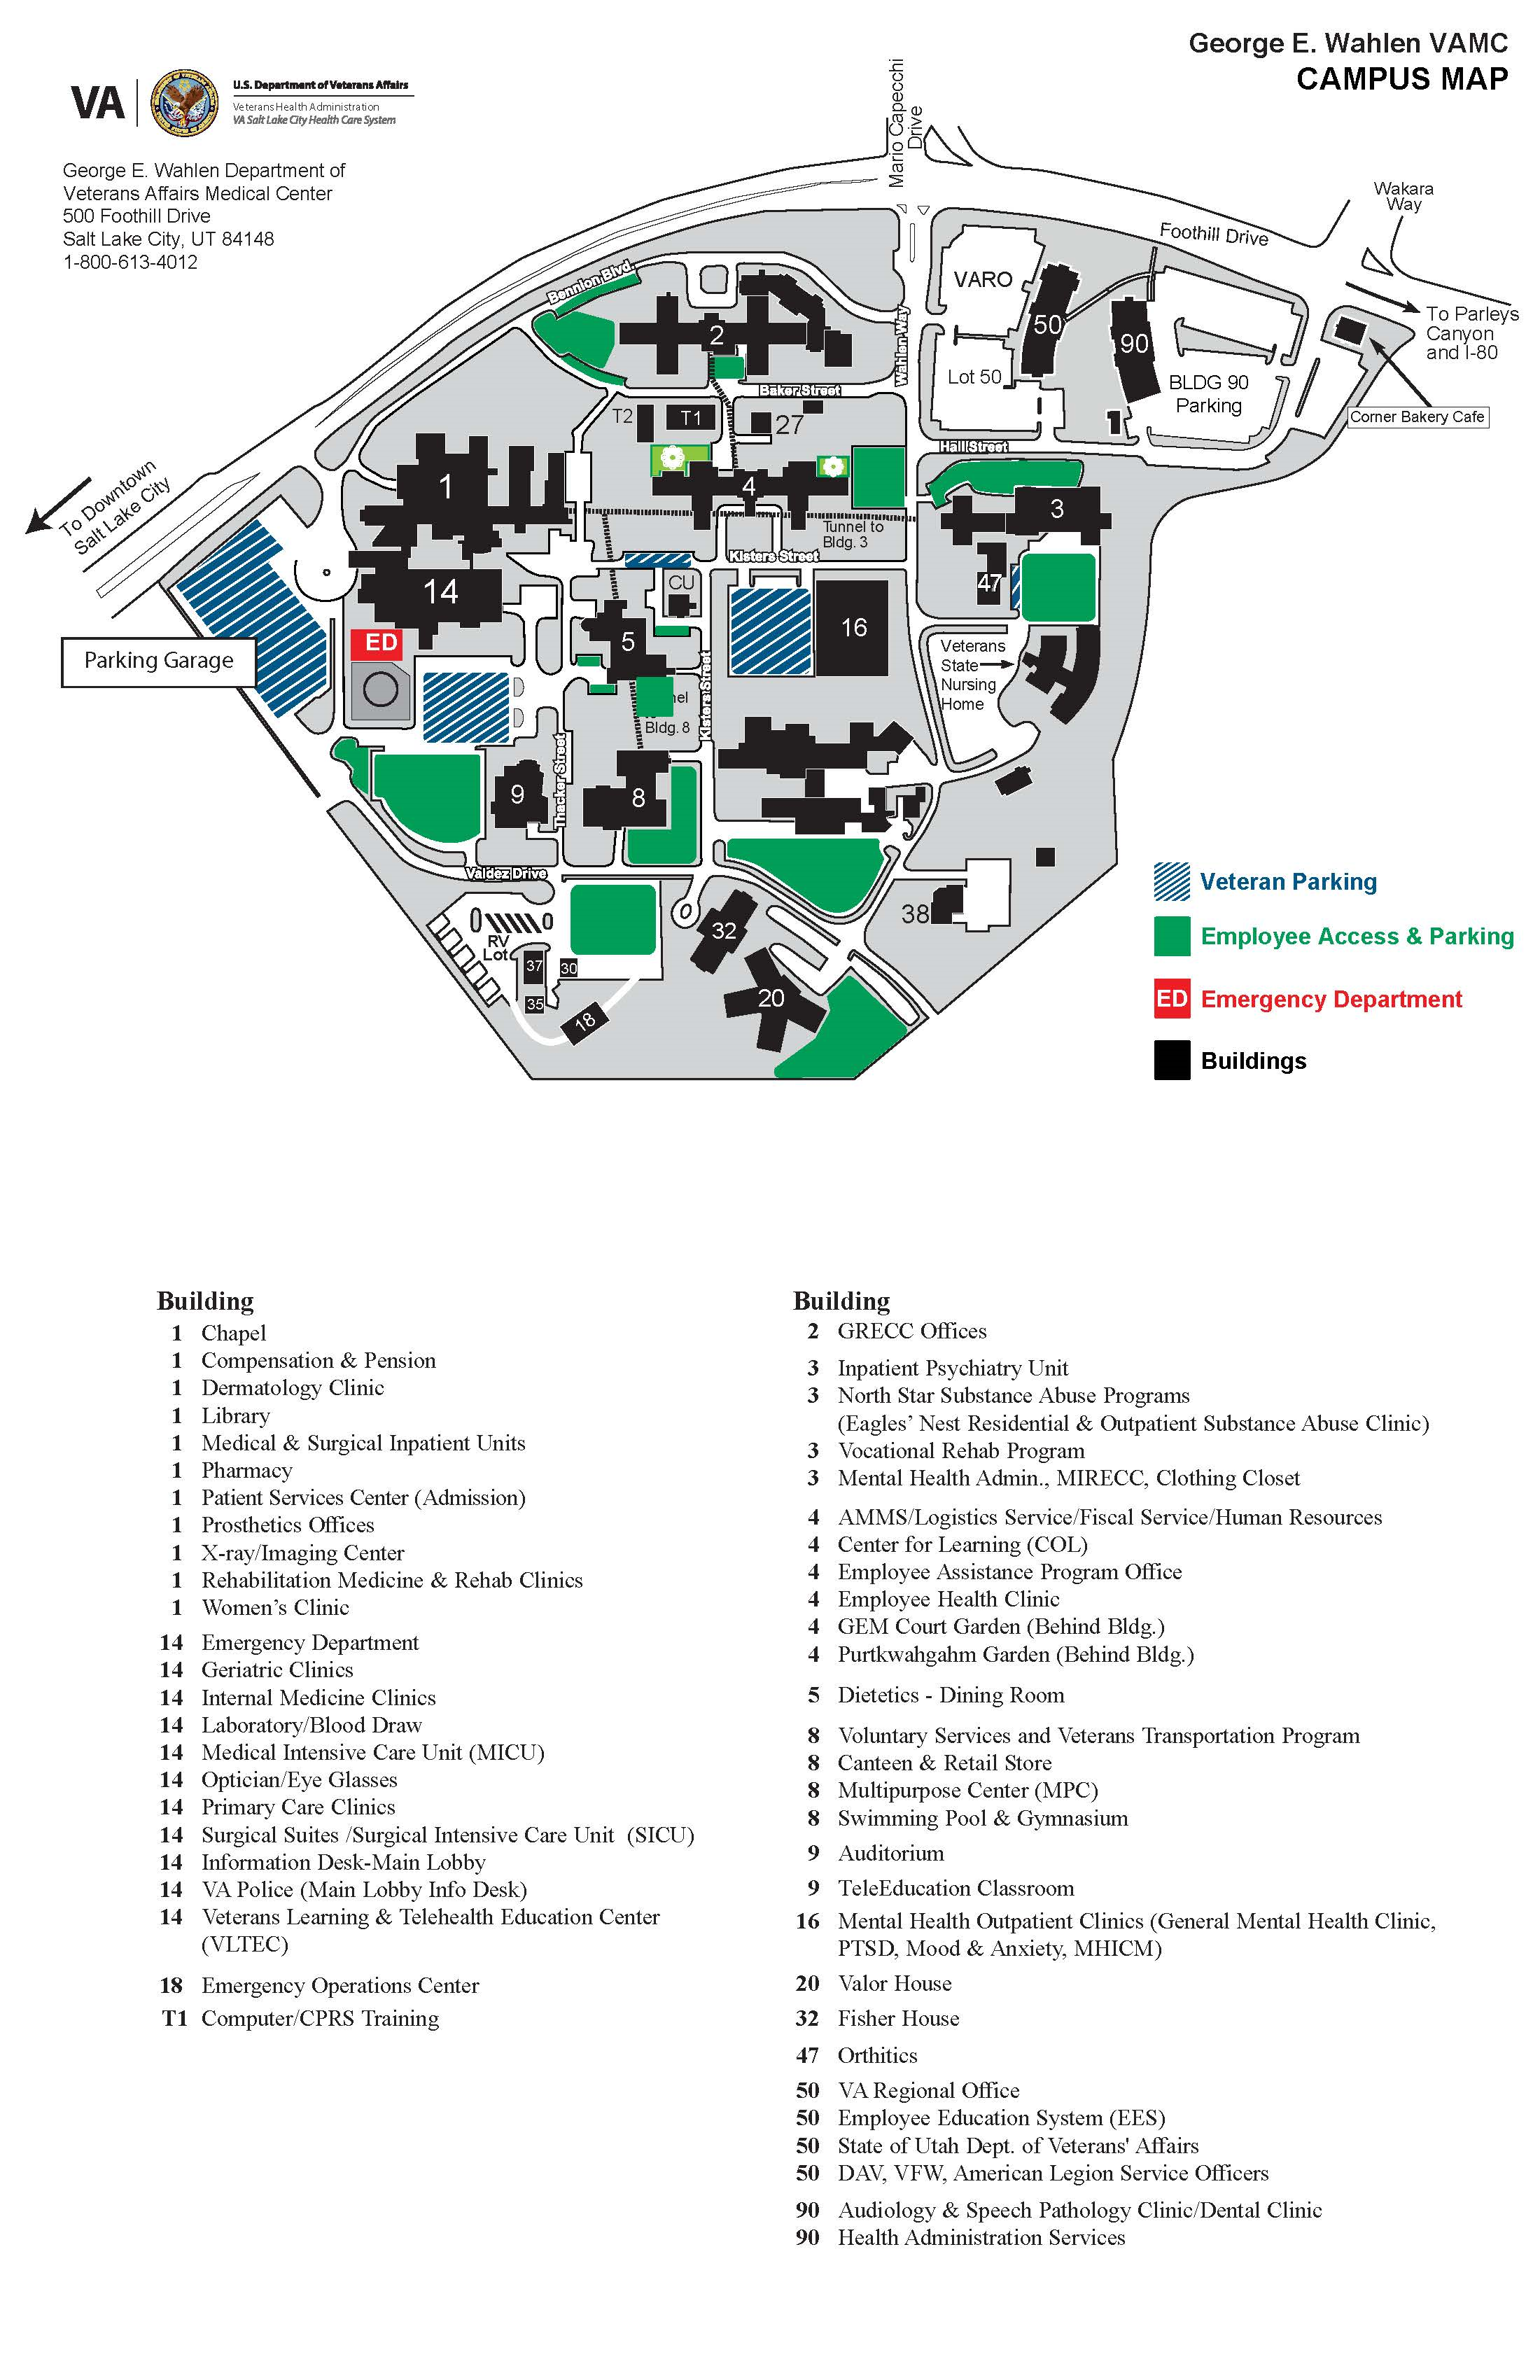 George E. Wahlen VAMC
CAMPUS MAP
VA
U.S. Department of Veterans Affairs
Veterans Health Administration
VA Salt Lake City Health Care System
George E. Wahlen Department of
Veterans Affairs Medical Center
500 Foothill Drive
Salt Lake City, UT 84148
1-800-613-4012
Mario Capecchi
Drive
Wakara
Way
Foothill Drive
To Parleys
Canyon
and I-80
Corner Bakery Cafe
Bennion Blvd.
VARO
50
90
2
Wahlen Way
Lot 50
BLDG 90
Parking
Baker Street
T2
T1
27
Hall Street
To Downtown
Salt Lake City
1
4
3
Tunnel to
Bldg. 3
Kisters Street
14
CU
47
ED
5
16
Veterans
State
Nursing
Home
Parking Garage
Kisters Street
nel
Bldg. 8
Thacker Street
9
8
Valdez Drive
Veteran Parking
Employee Access & Parking
ED Emergency Department
Buildings
RV
Lot
37
30
35
18
32
20
38
Building
1 Chapel
1 Compensation & Pension
1 Dermatology Clinic
1 Library
1 Medical & Surgical Inpatient Units
1 Pharmacy
1 Patient Services Center (Admission)
1 Prosthetics Offices
1 X-ray/Imaging Center
1 Rehabilitation Medicine & Rehab Clinics
1 Women’s Clinic
14 Emergency Department
14 Geriatric Clinics
14 Internal Medicine Clinics
14 Laboratory/Blood Draw
14 Medical Intensive Care Unit (MICU)
14 Optician/Eye Glasses
14 Primary Care Clinics
14 Surgical Suites /Surgical Intensive Care Unit (SICU)
14 Information Desk-Main Lobby
14 VA Police (Main Lobby Info Desk)
14 Veterans Learning & Telehealth Education Center
(VLTEC)
18 Emergency Operations Center
T1 Computer/CPRS Training
Building
2 GRECC Offices
3 Inpatient Psychiatry Unit
3 North Star Substance Abuse Programs
(Eagles’ Nest Residential & Outpatient Substance Abuse Clinic)
3 Vocational Rehab Program
3 Mental Health Admin., MIRECC, Clothing Closet
4 AMMS/Logistics Service/Fiscal Service/Human Resources
4 Center for Learning (COL)
4 Employee Assistance Program Office
4 Employee Health Clinic
4 GEM Court Garden (Behind Bldg.)
4 Purtkwahgahm Garden (Behind Bldg.)
5 Dietetics - Dining Room
8 Voluntary Services and Veterans Transportation Program
8 Canteen & Retail Store
8 Multipurpose Center (MPC)
8 Swimming Pool & Gymnasium
9 Auditorium
9 TeleEducation Classroom
16 Mental Health Outpatient Clinics (General Mental Health Clinic,
PTSD, Mood & Anxiety, MHICM)
20 Valor House
32 Fisher House
47 Orthitics
50 VA Regional Office
50 Employee Education System (EES)
50 State of Utah Dept. of Veterans' Affairs
50 DAV, VFW, American Legion Service Officers
90 Audiology & Speech Pathology Clinic/Dental Clinic
90 Health Administration Services